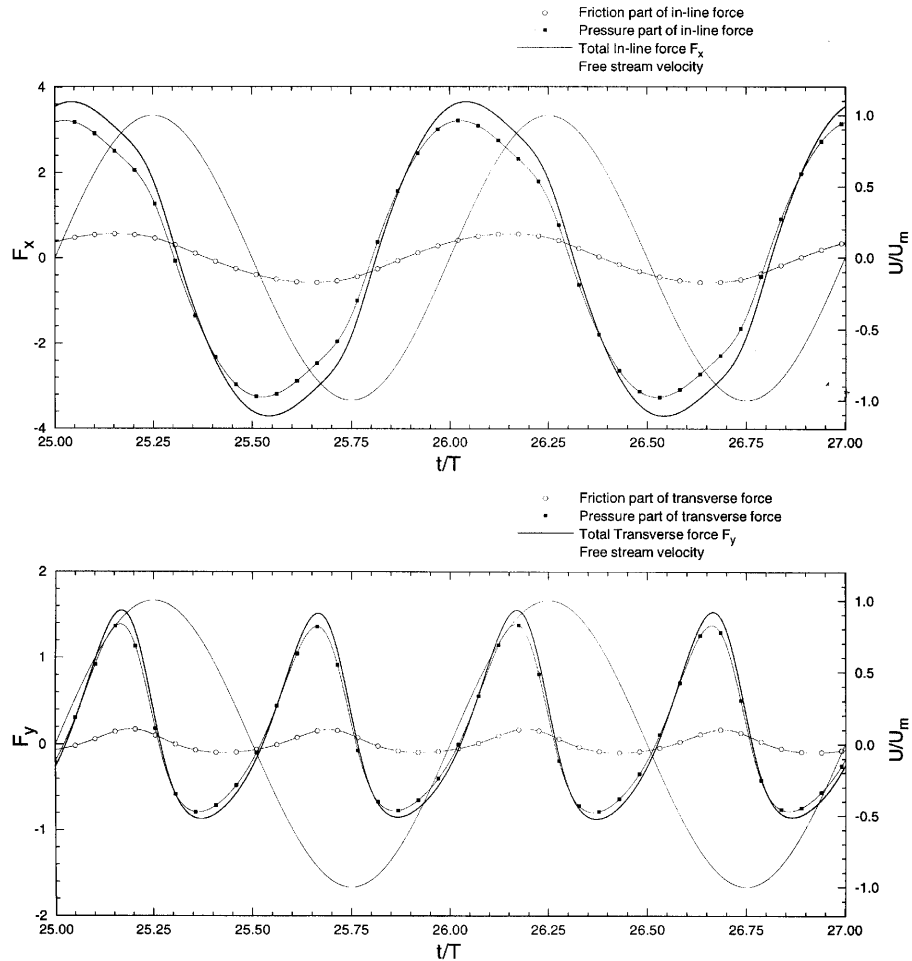 Friction part of in-line force
Pressure part of in-line force
Total In-line force Fx
Free stream velocity
4
2
0
-2
-4
Fx
1.0
0.5
0.0
-0.5
-1.0
U/Um
25.00 25.25 25.50 25.75 26.00 26.25 26.50 26.75 27.00
t/T
Friction part of transverse force
Pressure part of transverse force
Total Transverse force Fy
Free stream velocity
2
1
0
-1
-2
Fy
1.0
0.5
0.0
-0.5
-1.0
U/Um
25.00 25.25 25.50 25.75 26.00 26.25 26.50 26.75 27.00
t/T